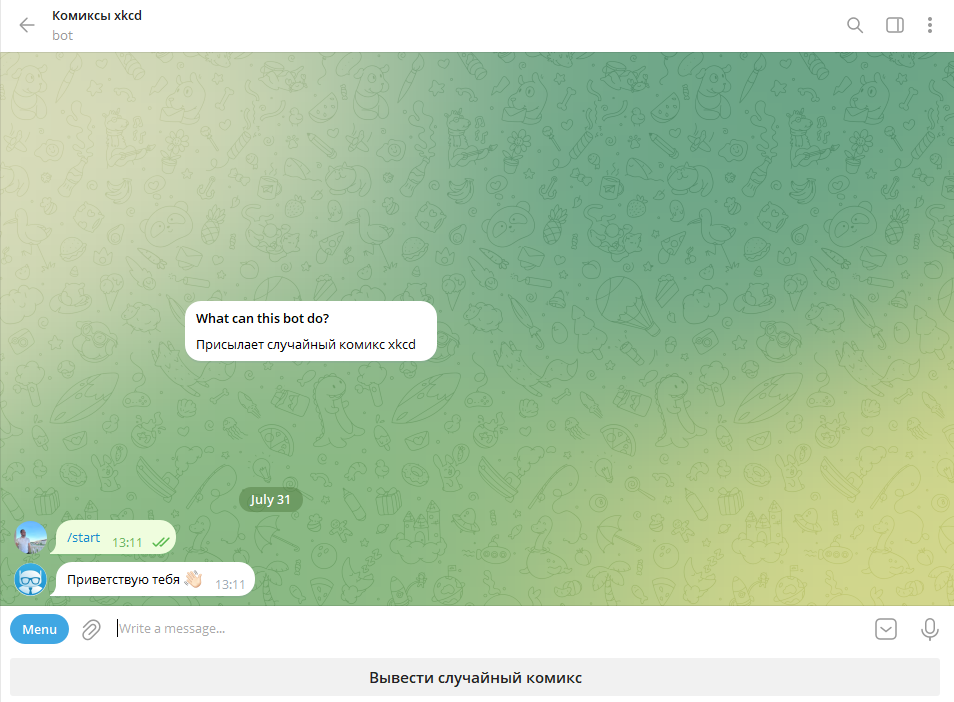 Комиксы xkcd
bot
What can this bot do?
Присылает случайный комикс xkcd
July 31
/start 13:11
Приветствую тебя 👋🏻 13:11
Menu Write a message...
Вывести случайный комикс